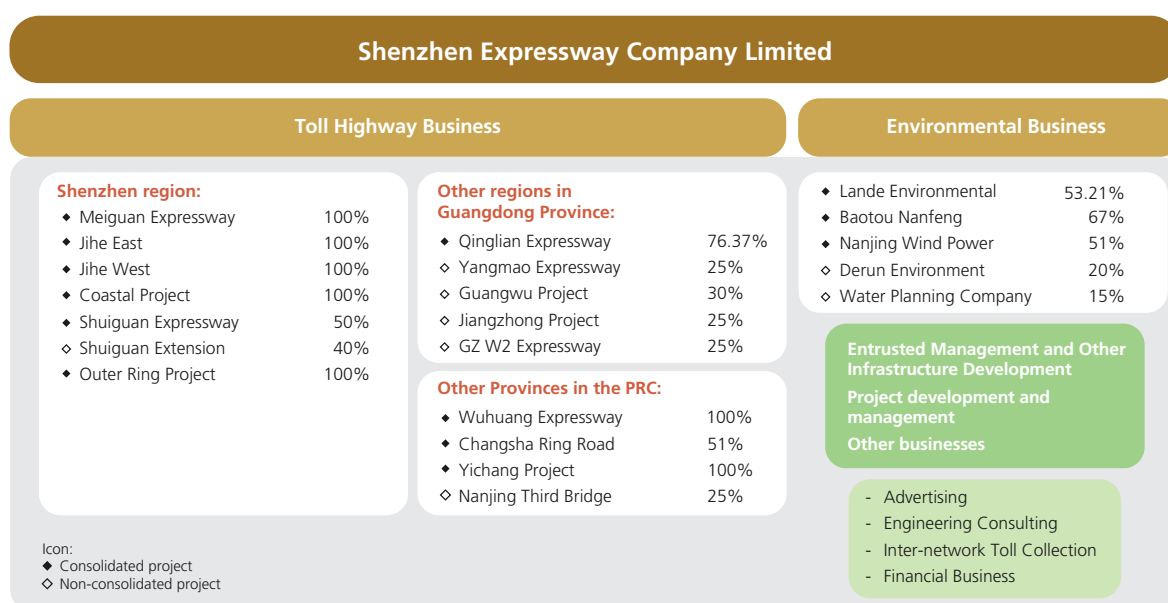 Shenzhen Expressway Company Limited
Toll Highway Business
Environmental Business
Shenzhen region:
◆ Meiguan Expressway 100%
◆ Jihe East 100%
◆ Jihe West 100%
◆ Coastal Project 100%
◆ Shuiguan Expressway 50%
◇ Shuiguan Extension 40%
◆ Outer Ring Project 100%
Other regions in
Guangdong Province:
◆ Qinglian Expressway 76.37%
◇ Yangmao Expressway 25%
◇ Guangwu Project 30%
◇ Jiangzhong Project 25%
◇ GZ W2 Expressway 25%
Other Provinces in the PRC:
◆ Wuhuang Expressway 100%
◆ Changsha Ring Road 51%
◆ Yichang Project 100%
◇ Nanjing Third Bridge 25%
◆ Lande Environmental 53.21%
◆ Baotou Nanfeng 67%
◆ Nanjing Wind Power 51%
◇ Derun Environment 20%
◇ Water Planning Company 15%
Entrusted Management and Other
Infrastructure Development
Project development and
management
Other businesses
- Advertising
- Engineering Consulting
- Inter-network Toll Collection
- Financial Business
Icon:
◆ Consolidated project
◇ Non-consolidated project